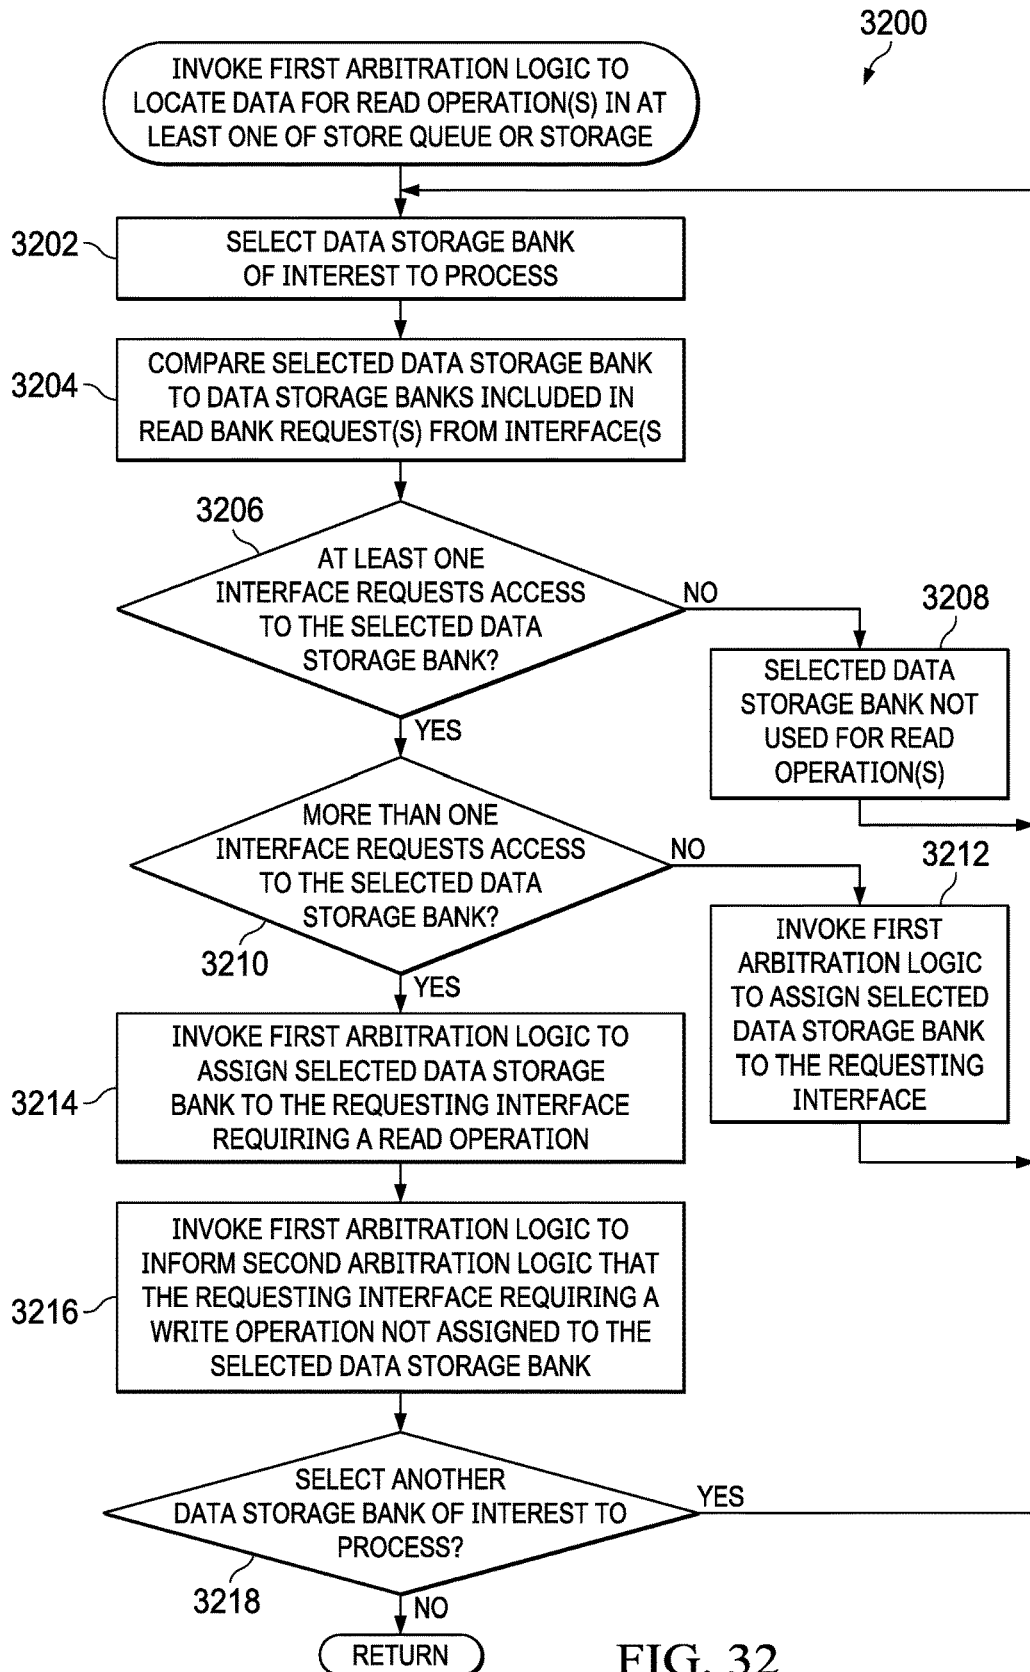 3200
INVOKE FIRST ARBITRATION LOGIC TO
LOCATE DATA FOR READ OPERATION(S) IN AT
LEAST ONE OF STORE QUEUE OR STORAGE
3202
SELECT DATA STORAGE BANK
OF INTEREST TO PROCESS
3204
COMPARE SELECTED DATA STORAGE BANK
TO DATA STORAGE BANKS INCLUDED IN
READ BANK REQUEST(S) FROM INTERFACE(S
3206
AT LEAST ONE
INTERFACE REQUESTS ACCESS
TO THE SELECTED DATA
STORAGE BANK?
NO
YES
3208
SELECTED DATA
STORAGE BANK NOT
USED FOR READ
OPERATION(S)
MORE THAN ONE
INTERFACE REQUESTS ACCESS
TO THE SELECTED DATA
STORAGE BANK?
3210
NO
YES
3212
INVOKE FIRST
ARBITRATION LOGIC
TO ASSIGN SELECTED
DATA STORAGE BANK
TO THE REQUESTING
INTERFACE
3214
INVOKE FIRST ARBITRATION LOGIC TO
ASSIGN SELECTED DATA STORAGE
BANK TO THE REQUESTING INTERFACE
REQUIRING A READ OPERATION
3216
INVOKE FIRST ARBITRATION LOGIC TO
INFORM SECOND ARBITRATION LOGIC THAT
THE REQUESTING INTERFACE REQUIRING A
WRITE OPERATION NOT ASSIGNED TO THE
SELECTED DATA STORAGE BANK
SELECT ANOTHER
DATA STORAGE BANK OF INTEREST TO
PROCESS?
YES
3218
NO
RETURN
FIG. 32